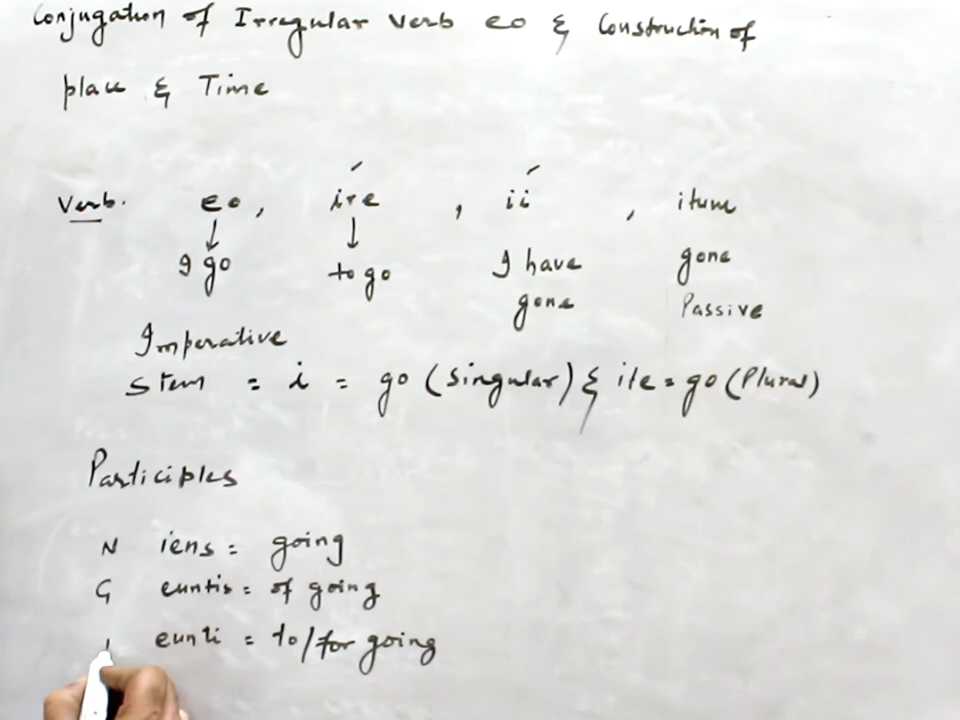 Conjugation of Irregular Verb eo & Construction of
place & Time
Verb. eo, ire, ii, itum
I go to go I have gone
gone Passive
Imperative
Stem = i = go (Singular) & ite = go (Plural)
Participles
N iens = going
G euntis = of going
eunti = to/for going